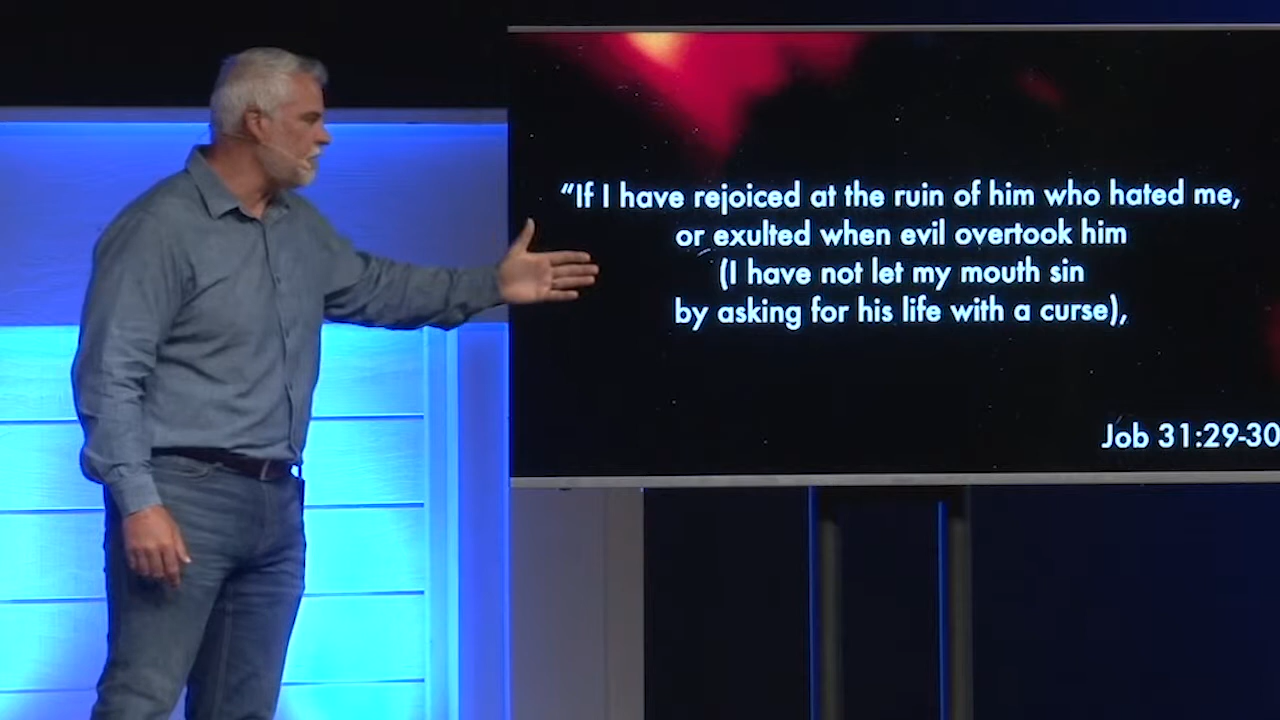 “If I have rejoiced at the ruin of him who hated me,
or exulted when evil overtook him
(I have not let my mouth sin
by asking for his life with a curse),
Job 31:29-30